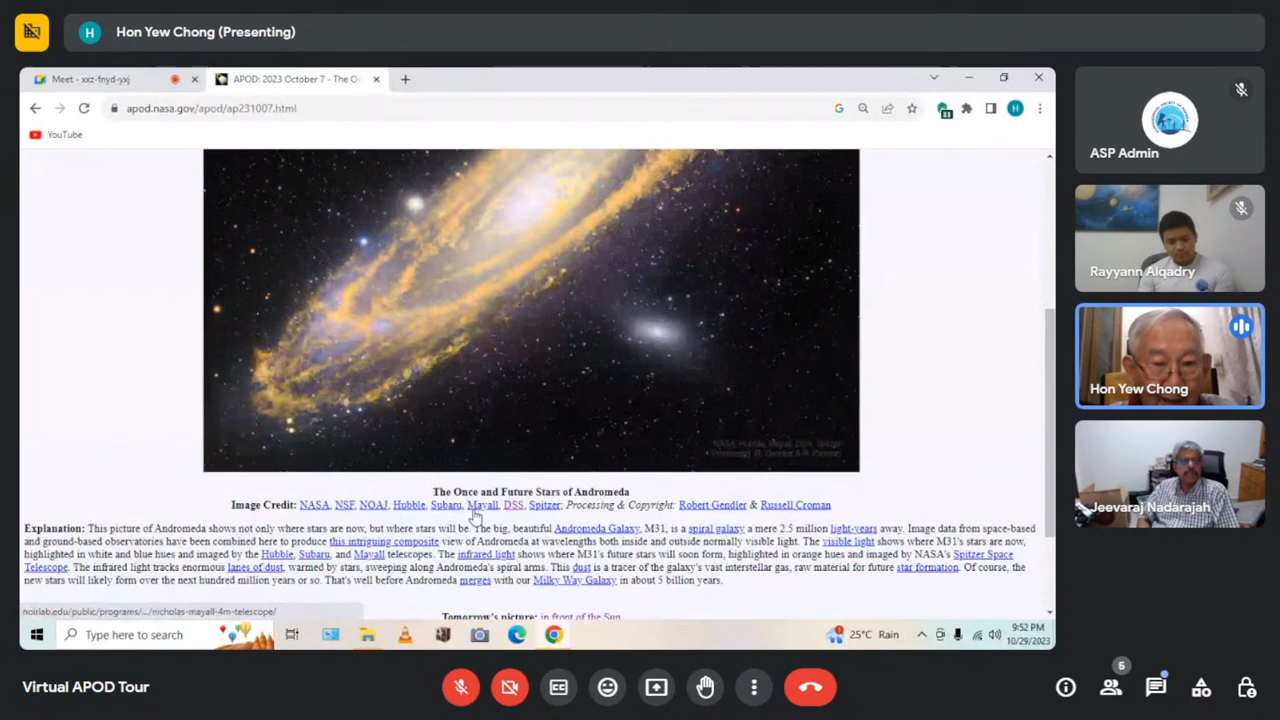 H Hon Yew Chong (Presenting)
Meet - xxz-fnyd-yxj
APOD: 2023 October 7 - The On
apod.nasa.gov/apod/ap231007.html
YouTube
The Once and Future Stars of Andromeda
Image Credit: NASA, NSF, NOAJ, Hubble, Subaru, Mayall, DSS, Spitzer; Processing & Copyright: Robert Gendler & Russell Croman
Explanation: This picture of Andromeda shows not only where stars are now, but where stars will be. The big, beautiful Andromeda Galaxy, M31, is a spiral galaxy a mere 2.5 million light-years away. Image data from space-based
and ground-based observatories have been combined here to produce this intriguing composite view of Andromeda at wavelengths both inside and outside normally visible light. The visible light shows where M31's stars are now,
highlighted in white and blue hues and imaged by the Hubble, Subaru, and Mayall telescopes. The infrared light shows where M31's future stars will soon form, highlighted in orange hues and imaged by NASA's Spitzer Space
Telescope. The infrared light tracks enormous lanes of dust, warmed by stars, sweeping along Andromeda's spiral arms. This dust is a tracer of the galaxy's vast interstellar gas, raw material for future star formation. Of course, the
new stars will likely form over the next hundred million years or so. That's well before Andromeda merges with our Milky Way Galaxy in about 5 billion years.
Tomorrow's picture: in front of the Sun
noirlab.edu/public/programs/.../nicholas-mayall-4m-telescope/
Type here to search
25°C Rain
9:52 PM
10/29/2023
ASP Admin
Rayyann Alqadry
Hon Yew Chong
Jeevaraj Nadarajah
Virtual APOD Tour
5